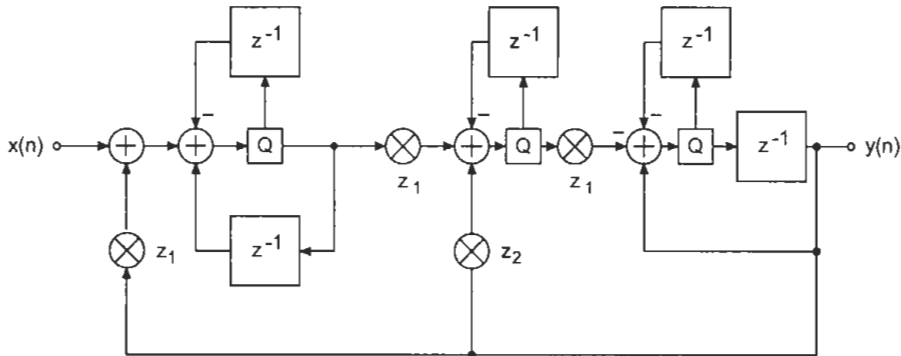 z⁻¹
z⁻¹
z⁻¹
−
−
− −
x(n)
+
+
Q
+
Q
+
Q
z⁻¹
y(n)
z₁
z₁
z₁
z⁻¹
z₂